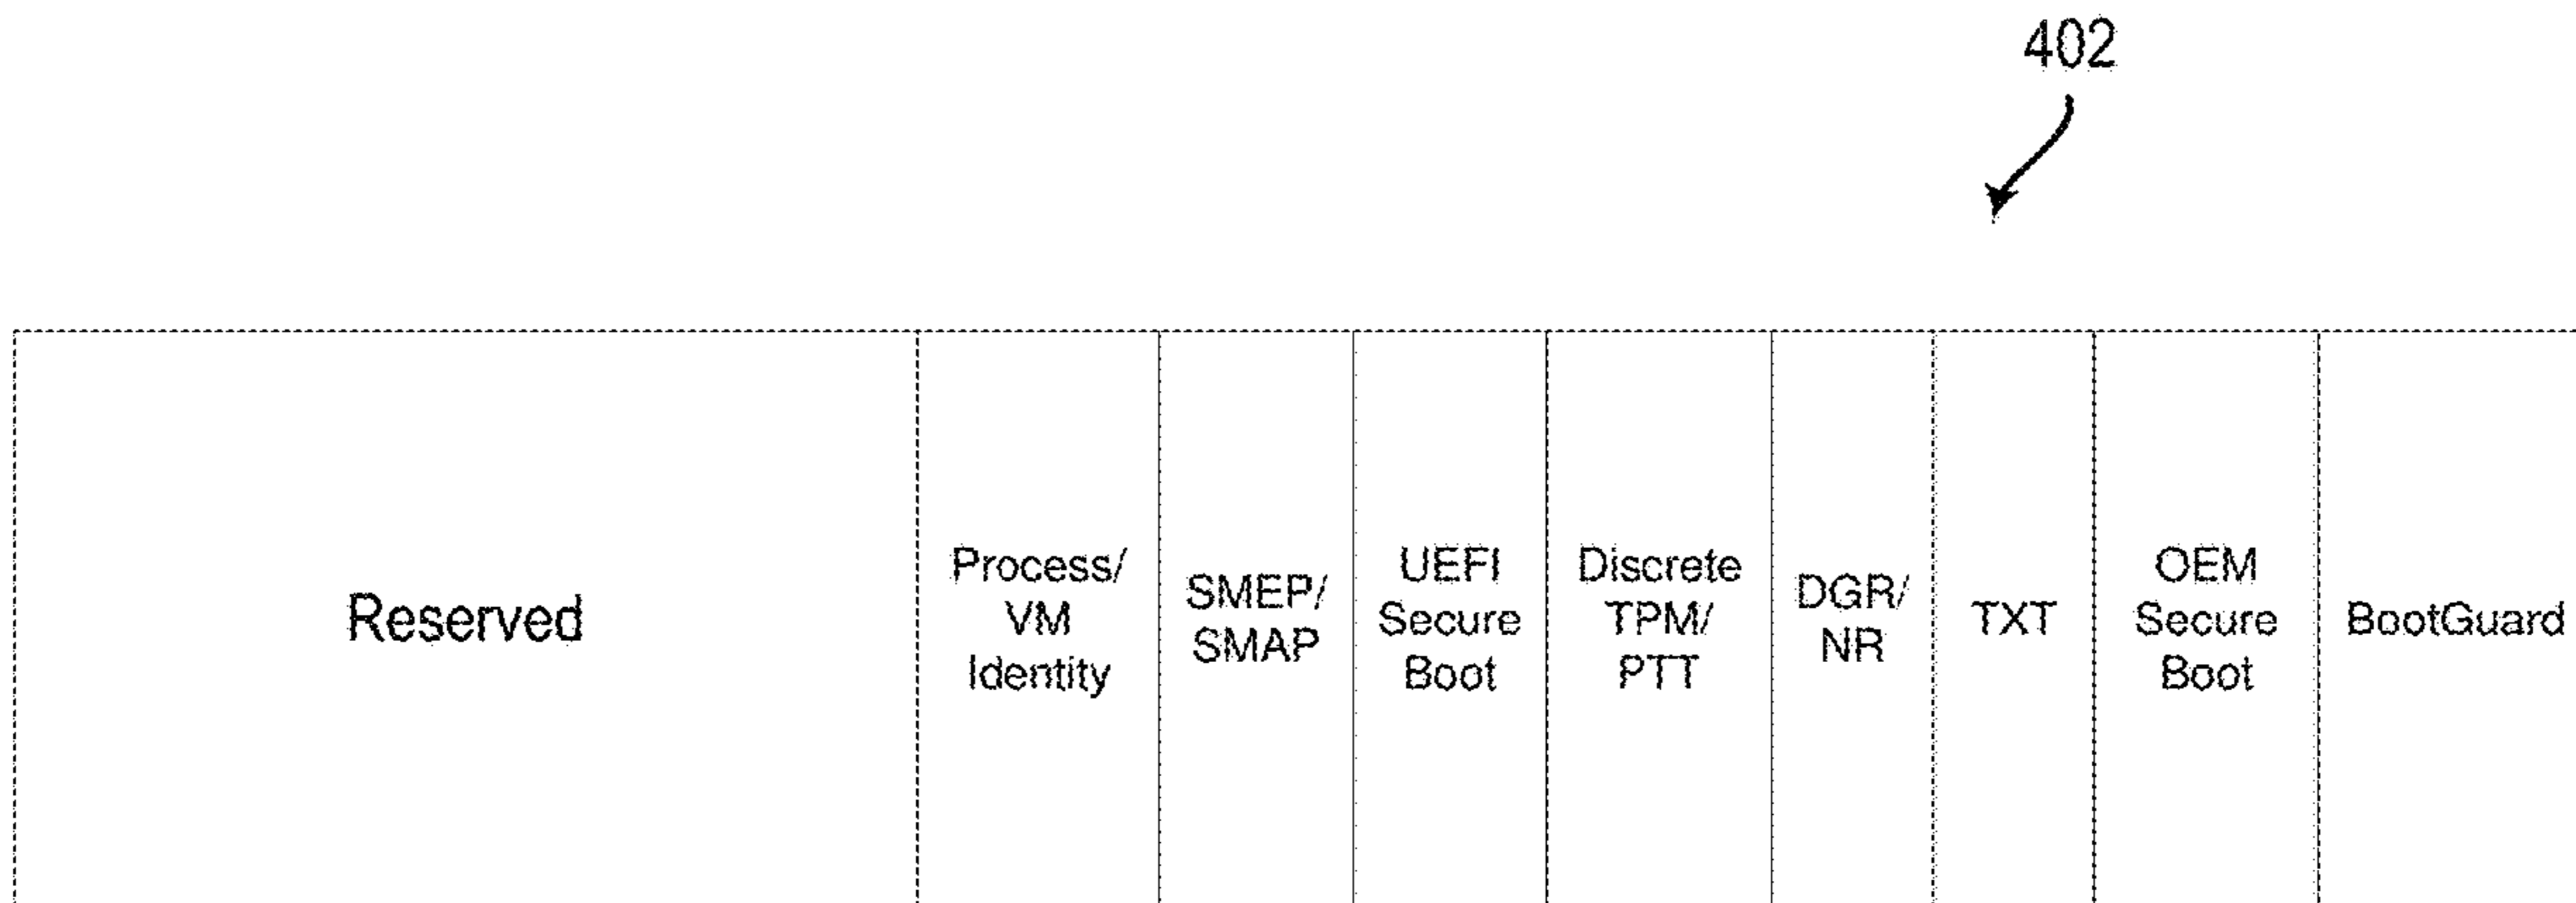 402
Reserved
Process/
VM
Identity
SMEP/
SMAP
UEFI
Secure
Boot
Discrete
TPM/
PTT
DGR/
NR
TXT
OEM
Secure
Boot
BootGuard